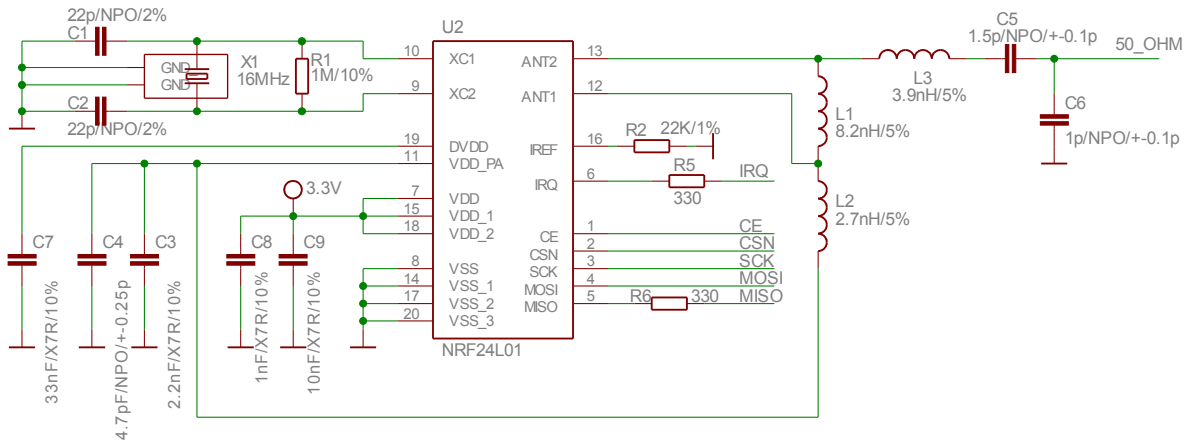 22p/NPO/2%
C1
GND
GND
X1
16MHz
R1
1M/10%
C2
22p/NPO/2%
U2
10
XC1
9
XC2
19
DVDD
11
VDD_PA
7
VDD
15
VDD_1
18
VDD_2
8
VSS
14
VSS_1
17
VSS_2
20
VSS_3
ANT2
13
ANT1
12
IREF
16
IRQ
6
CE
1
CSN
2
SCK
3
MOSI
4
MISO
5
NRF24L01
R2
22K/1%
R5
330
IRQ
CE
CSN
SCK
MOSI
MISO
R6
330
L3
3.9nH/5%
C5
1.5p/NPO/+-0.1p
50_OHM
C6
1p/NPO/+-0.1p
L1
8.2nH/5%
L2
2.7nH/5%
3.3V
C7
33nF/X7R/10%
C4
4.7pF/NPO/+-0.25p
C3
2.2nF/X7R/10%
C8
1nF/X7R/10%
C9
10nF/X7R/10%